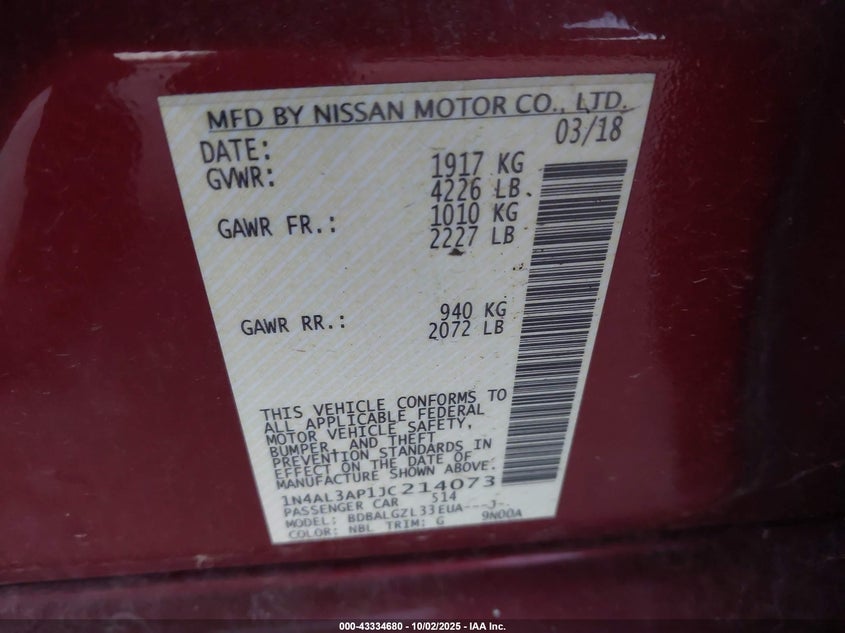 MFD BY NISSAN MOTOR CO., LTD.
DATE: 03/18
GVWR: 1917 KG
4226 LB
GAWR FR.: 1010 KG
2227 LB
GAWR RR.: 940 KG
2072 LB
THIS VEHICLE CONFORMS TO
ALL APPLICABLE FEDERAL
MOTOR VEHICLE SAFETY,
BUMPER, AND THEFT
PREVENTION STANDARDS IN
EFFECT ON THE DATE OF
MANUFACTURE SHOWN ABOVE.
1N4AL3AP1JC214073
PASSENGER CAR 514
MODEL: BDBALGZL33EUA---J-
COLOR: NBL TRIM: G 9N00A
000-43334680 - 10/02/2025 - IAA Inc.